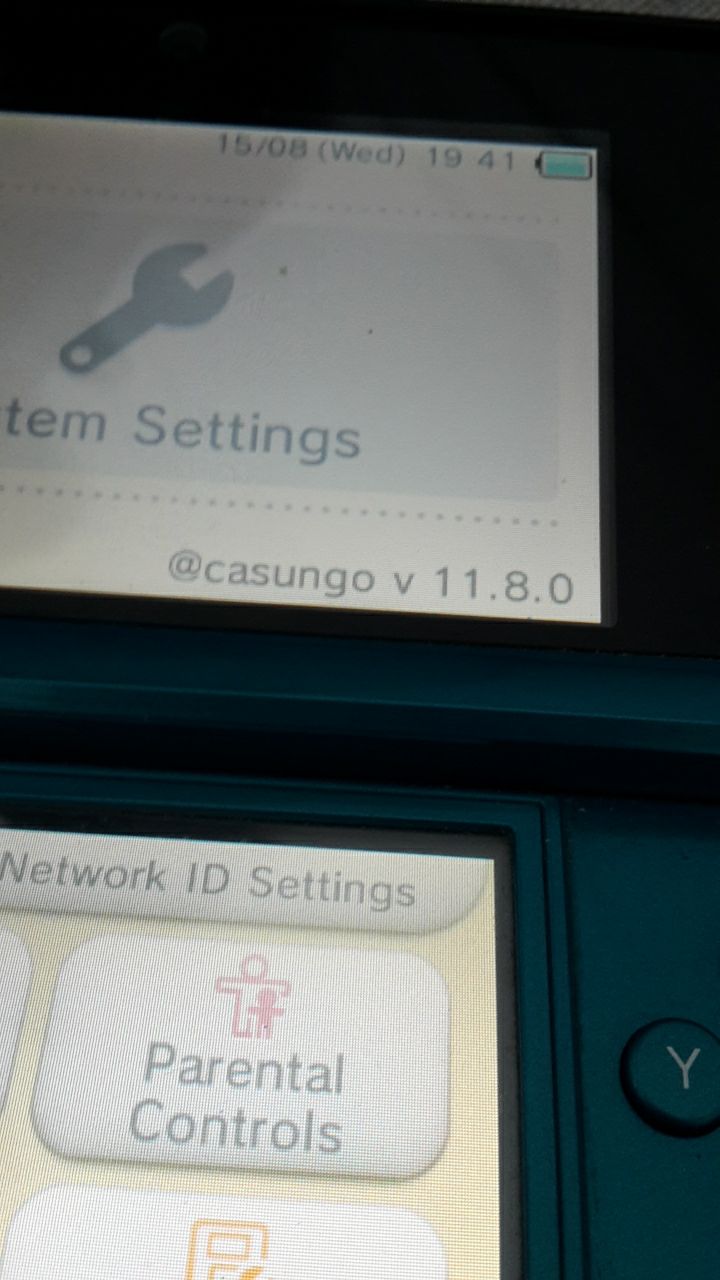 15/08 (Wed) 19 41
tem Settings
@casungo v 11.8.0
Network ID Settings
Parental
Controls
Y